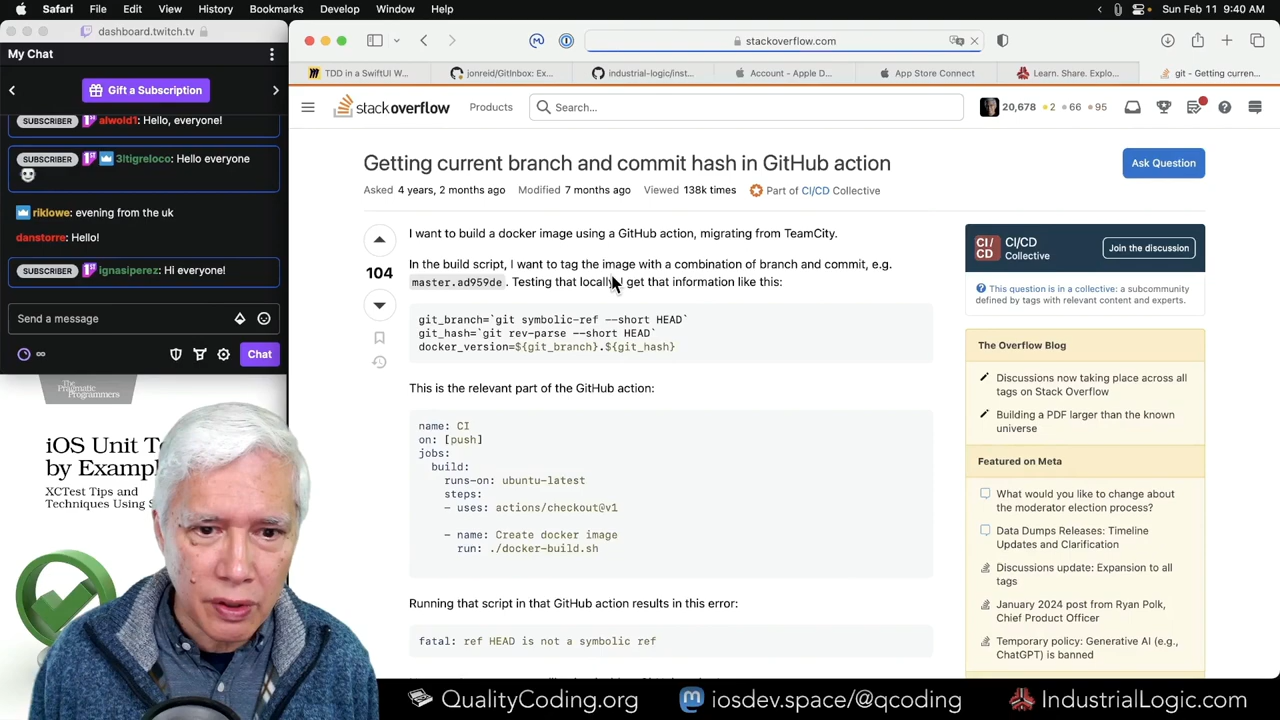 Safari File Edit View History Bookmarks Develop Window Help
Sun Feb 11 9:40 AM
dashboard.twitch.tv
My Chat
Gift a Subscription
SUBSCRIBER alwold1: Hello, everyone!
SUBSCRIBER 3ltigreloco: Hello everyone
riklowe: evening from the uk
danstorre: Hello!
SUBSCRIBER ignasiperez: Hi everyone!
Send a message
Chat
The Pragmatic Programmers
iOS Unit Te
by Examp
XCTest Tips and
Techniques Using
stackoverflow.com
TDD in a SwiftUI W...
jonreid/GitInbox: Ex...
industrial-logic/inst...
Account - Apple D...
App Store Connect
Learn. Share. Explo...
git - Getting curren...
stackoverflow
Products
Search...
20,678 2 66 95
Getting current branch and commit hash in GitHub action
Ask Question
Asked 4 years, 2 months ago Modified 7 months ago Viewed 138k times Part of CI/CD Collective
104
I want to build a docker image using a GitHub action, migrating from TeamCity.
In the build script, I want to tag the image with a combination of branch and commit, e.g.
master.ad959de. Testing that locally I get that information like this:
git_branch=`git symbolic-ref --short HEAD`
git_hash=`git rev-parse --short HEAD`
docker_version=${git_branch}.${git_hash}
This is the relevant part of the GitHub action:
name: CI
on: [push]
jobs:
build:
runs-on: ubuntu-latest
steps:
- uses: actions/checkout@v1
- name: Create docker image
run: ./docker-build.sh
Running that script in that GitHub action results in this error:
fatal: ref HEAD is not a symbolic ref
CI/
CD
CI/CD
Collective
Join the discussion
This question is in a collective: a subcommunity
defined by tags with relevant content and experts.
The Overflow Blog
Discussions now taking place across all
tags on Stack Overflow
Building a PDF larger than the known
universe
Featured on Meta
What would you like to change about
the moderator election process?
Data Dumps Releases: Timeline
Updates and Clarification
Discussions update: Expansion to all
tags
January 2024 post from Ryan Polk,
Chief Product Officer
Temporary policy: Generative AI (e.g.,
ChatGPT) is banned
QualityCoding.org
iosdev.space/@qcoding
IndustrialLogic.com